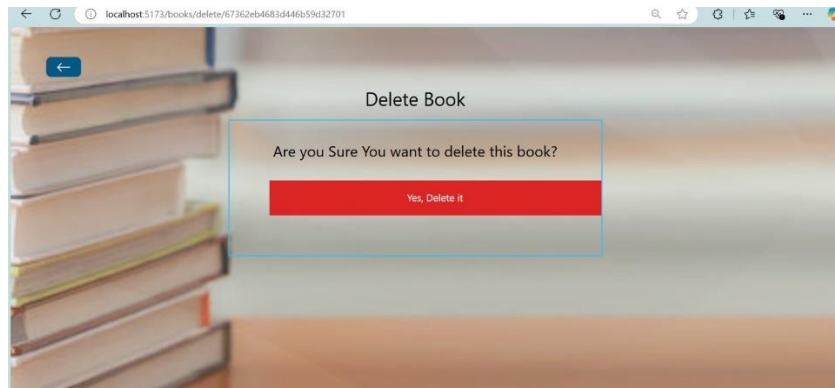 localhost:5173/books/delete/67362eb4683d446b59d32701
Delete Book
Are you Sure You want to delete this book?
Yes, Delete it